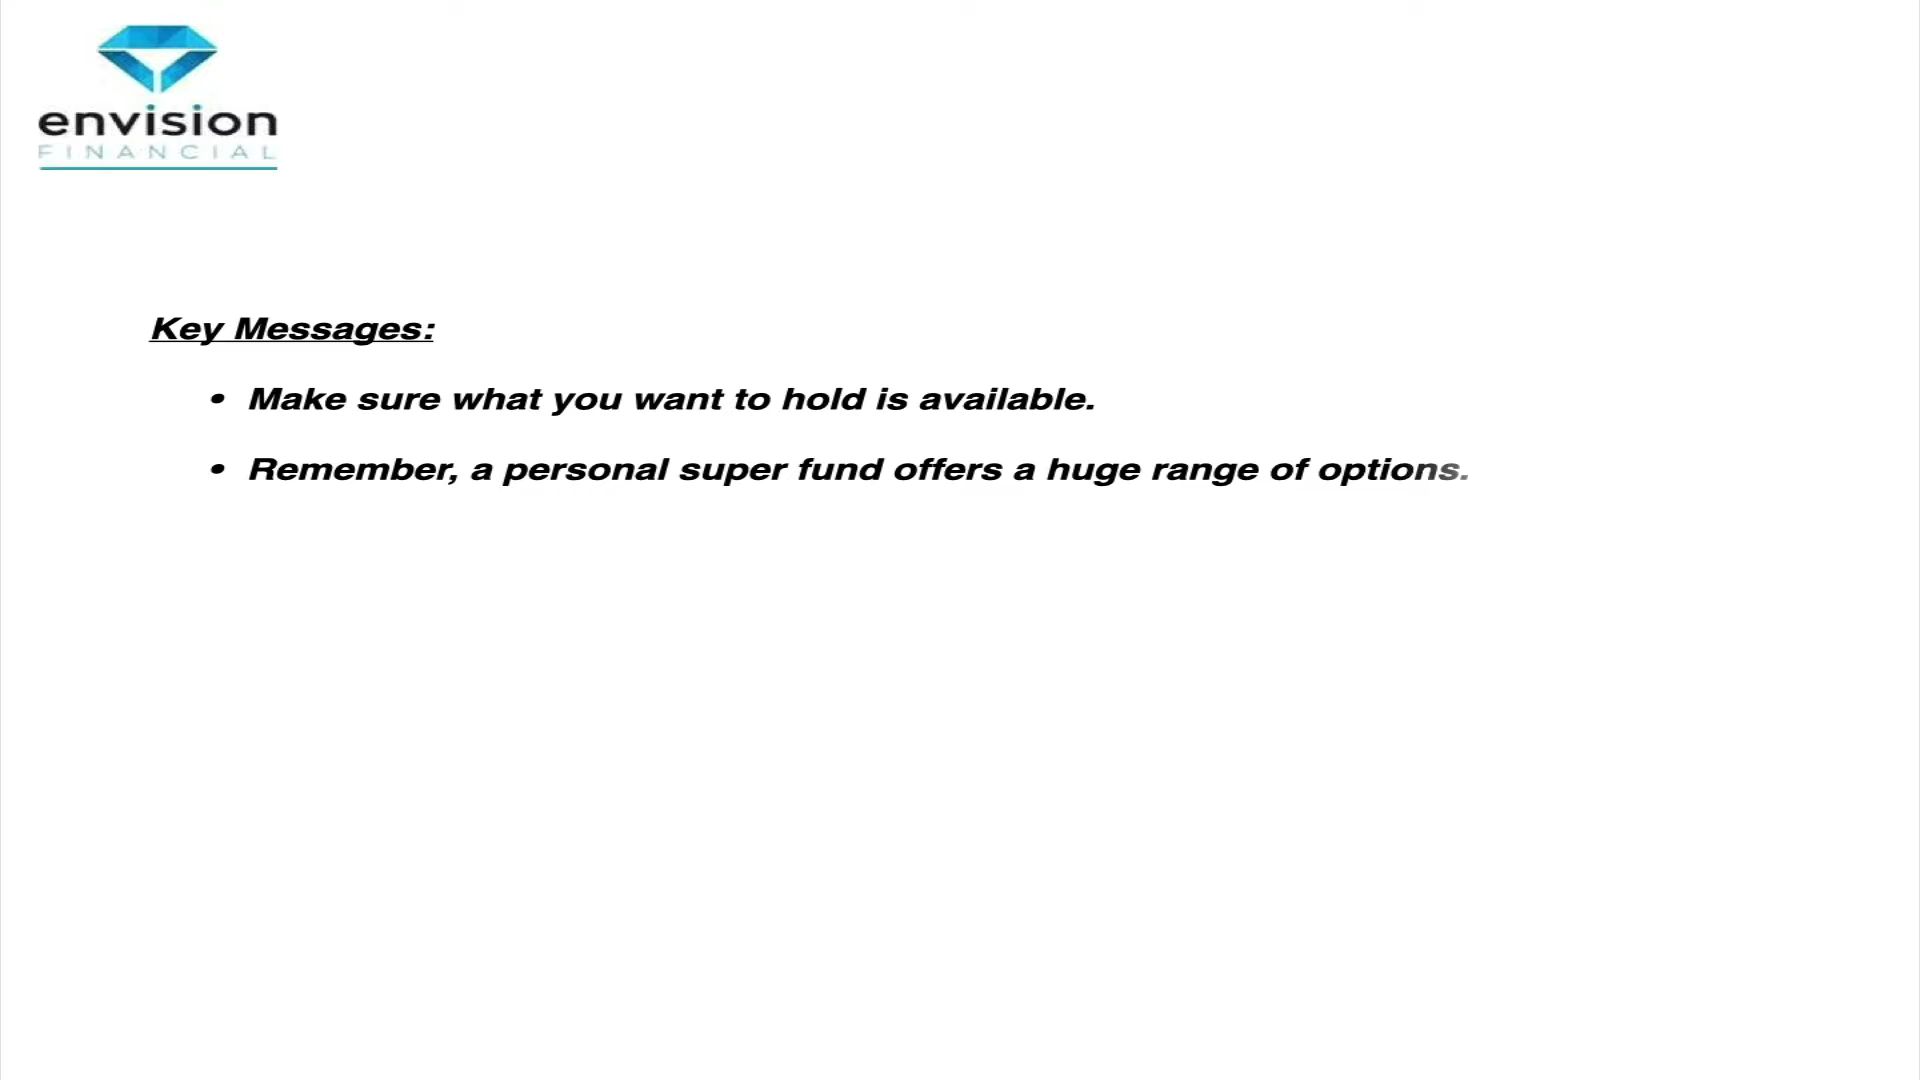 envision
FINANCIAL
Key Messages:
• Make sure what you want to hold is available.
• Remember, a personal super fund offers a huge range of options.